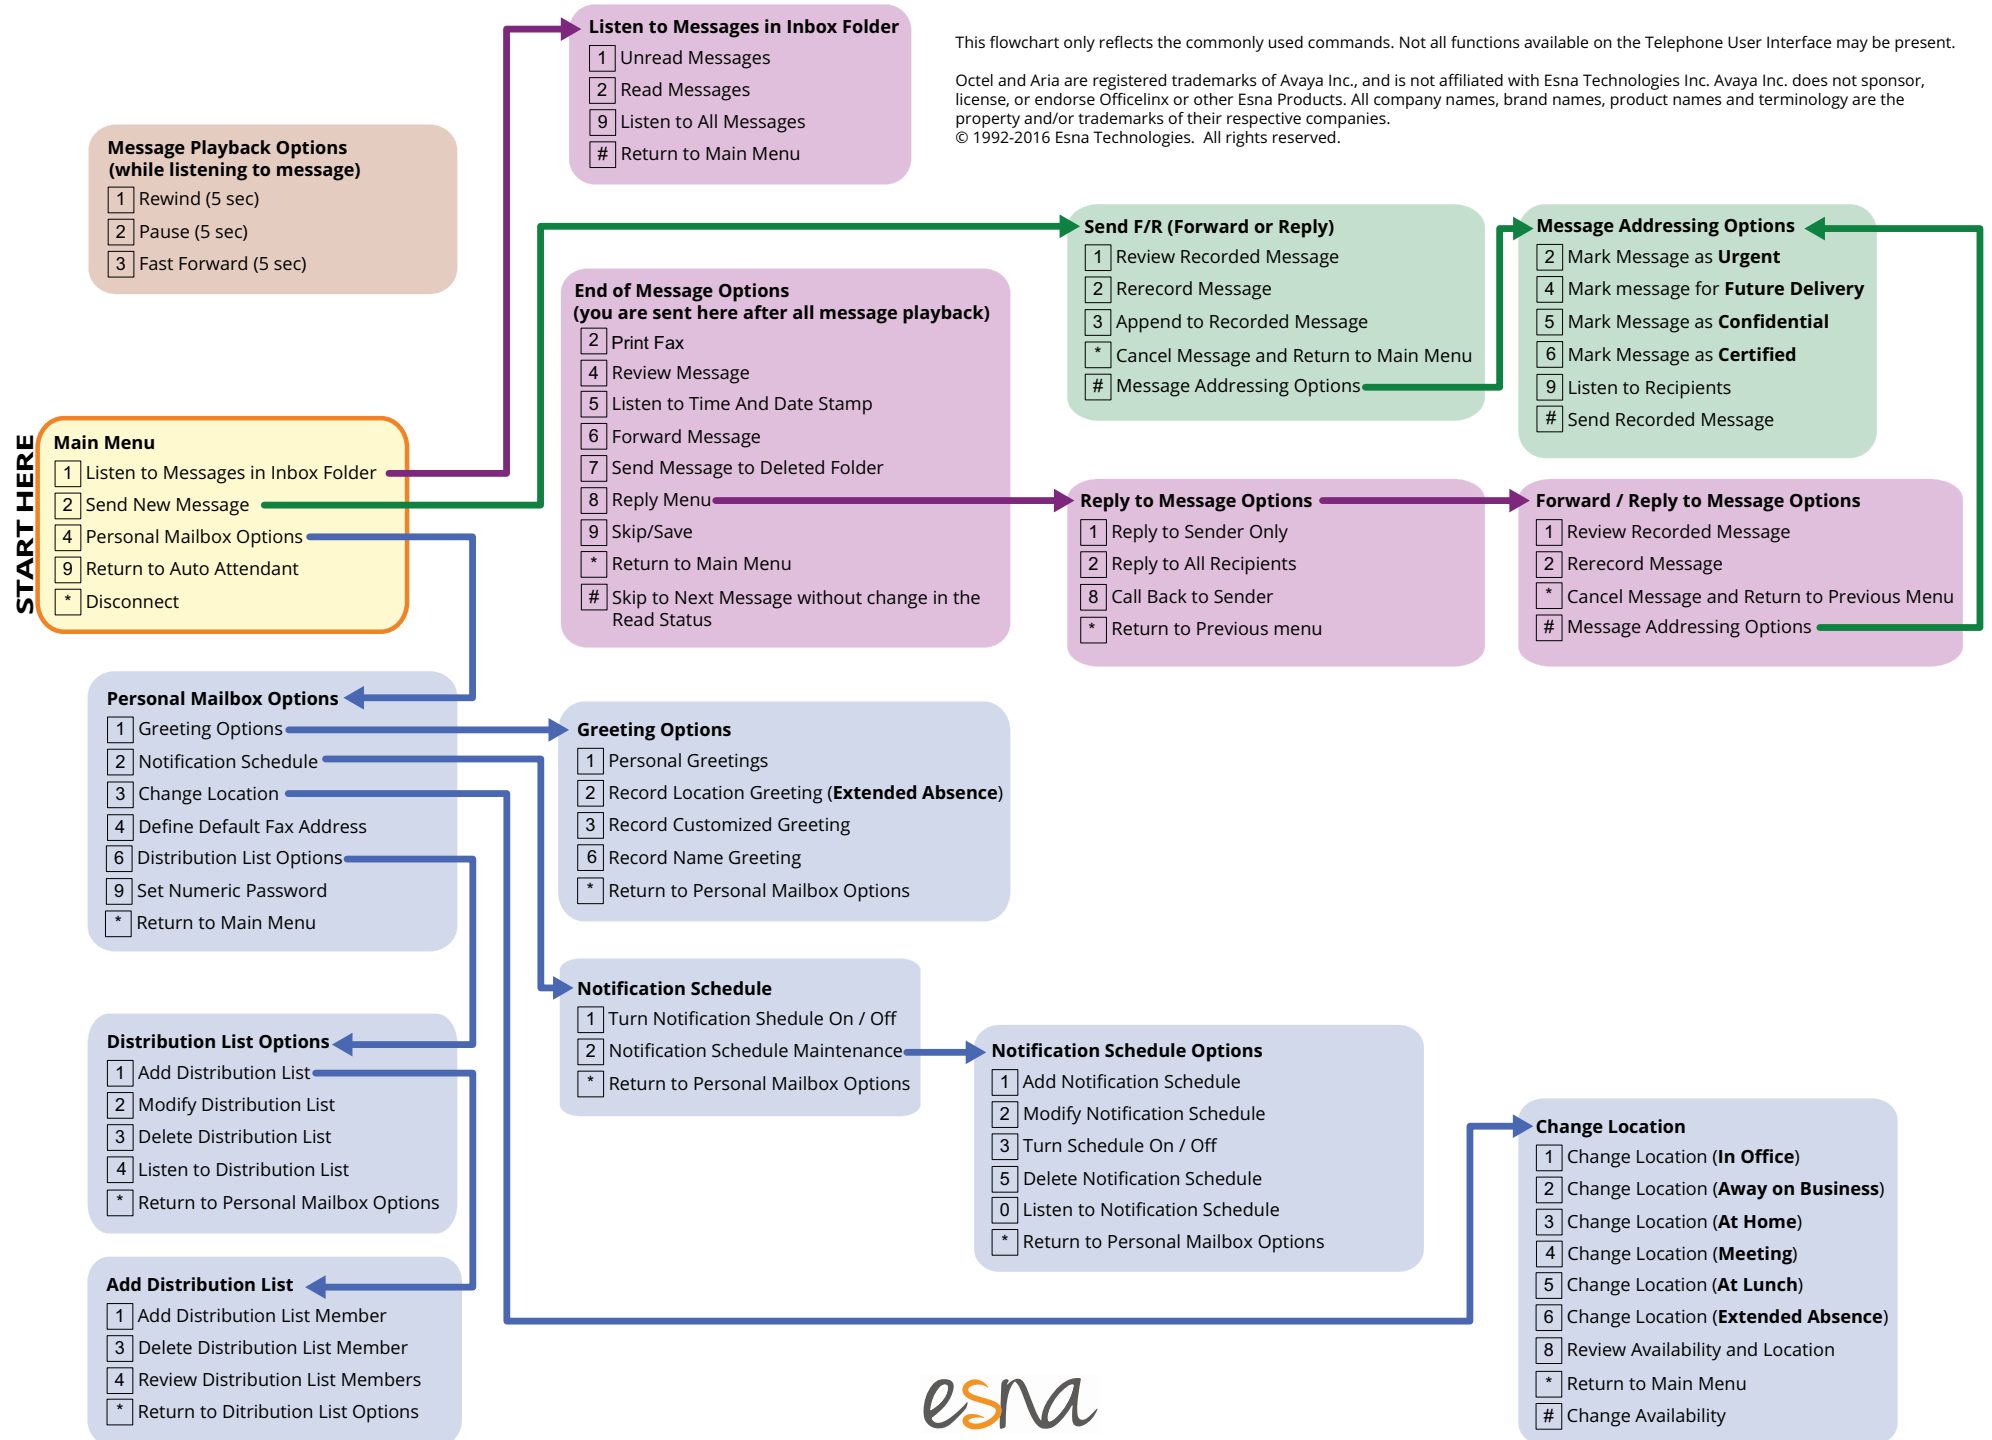 Listen to Messages in Inbox Folder
1 Unread Messages
2 Read Messages
9 Listen to All Messages
# Return to Main Menu
This flowchart only reflects the commonly used commands. Not all functions available on the Telephone User Interface may be present.
Octel and Aria are registered trademarks of Avaya Inc., and is not affiliated with Esna Technologies Inc. Avaya Inc. does not sponsor,
license, or endorse Officelinx or other Esna Products. All company names, brand names, product names and terminology are the
property and/or trademarks of their respective companies.
© 1992-2016 Esna Technologies. All rights reserved.
Message Playback Options
(while listening to message)
1 Rewind (5 sec)
2 Pause (5 sec)
3 Fast Forward (5 sec)
Send F/R (Forward or Reply)
1 Review Recorded Message
2 Rerecord Message
3 Append to Recorded Message
* Cancel Message and Return to Main Menu
# Message Addressing Options
Message Addressing Options
2 Mark Message as Urgent
4 Mark message for Future Delivery
5 Mark Message as Confidential
6 Mark Message as Certified
9 Listen to Recipients
# Send Recorded Message
End of Message Options
(you are sent here after all message playback)
2 Print Fax
4 Review Message
5 Listen to Time And Date Stamp
6 Forward Message
7 Send Message to Deleted Folder
8 Reply Menu
9 Skip/Save
* Return to Main Menu
# Skip to Next Message without change in the
Read Status
START HERE
Main Menu
1 Listen to Messages in Inbox Folder
2 Send New Message
4 Personal Mailbox Options
9 Return to Auto Attendant
* Disconnect
Reply to Message Options
1 Reply to Sender Only
2 Reply to All Recipients
8 Call Back to Sender
* Return to Previous menu
Forward / Reply to Message Options
1 Review Recorded Message
2 Rerecord Message
* Cancel Message and Return to Previous Menu
# Message Addressing Options
Personal Mailbox Options
1 Greeting Options
2 Notification Schedule
3 Change Location
4 Define Default Fax Address
6 Distribution List Options
9 Set Numeric Password
* Return to Main Menu
Greeting Options
1 Personal Greetings
2 Record Location Greeting (Extended Absence)
3 Record Customized Greeting
6 Record Name Greeting
* Return to Personal Mailbox Options
Notification Schedule
1 Turn Notification Shedule On / Off
2 Notification Schedule Maintenance
* Return to Personal Mailbox Options
Distribution List Options
1 Add Distribution List
2 Modify Distribution List
3 Delete Distribution List
4 Listen to Distribution List
* Return to Personal Mailbox Options
Notification Schedule Options
1 Add Notification Schedule
2 Modify Notification Schedule
3 Turn Schedule On / Off
5 Delete Notification Schedule
0 Listen to Notification Schedule
* Return to Personal Mailbox Options
Change Location
1 Change Location (In Office)
2 Change Location (Away on Business)
3 Change Location (At Home)
4 Change Location (Meeting)
5 Change Location (At Lunch)
6 Change Location (Extended Absence)
8 Review Availability and Location
* Return to Main Menu
# Change Availability
Add Distribution List
1 Add Distribution List Member
3 Delete Distribution List Member
4 Review Distribution List Members
* Return to Ditribution List Options
esna